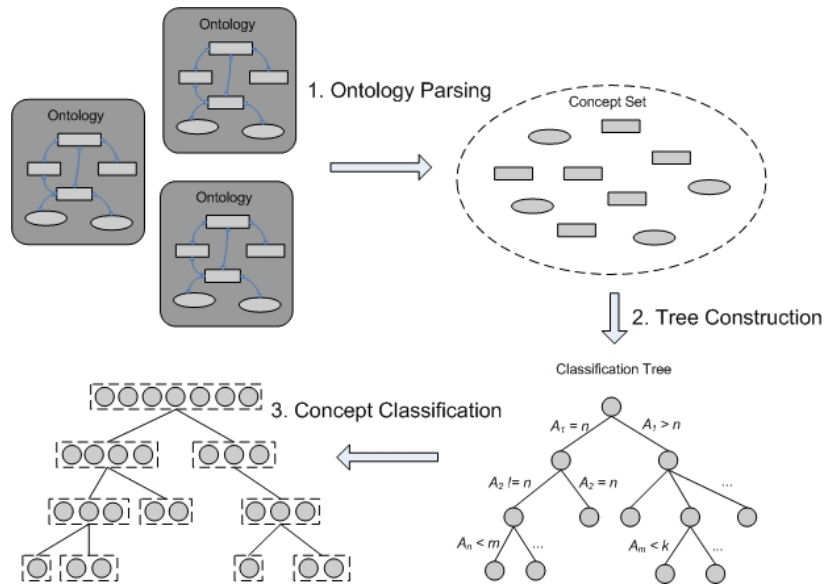 Ontology
1. Ontology Parsing
Concept Set
Ontology
Ontology
2. Tree Construction
Classification Tree
3. Concept Classification
A₁ = n
A₁ > n
A₂ != n
A₂ = n
...
Aₙ < m
...
Aₘ < k
...